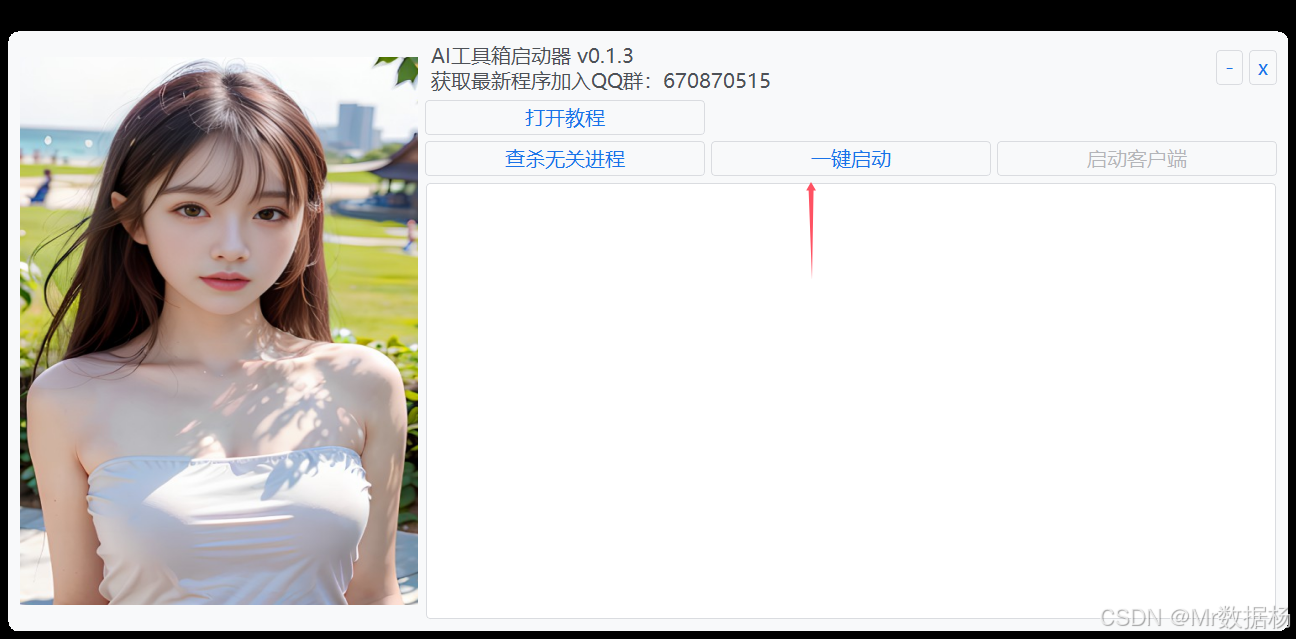 AI工具箱启动器 v0.1.3
获取最新程序加入QQ群：670870515
- x
打开教程
查杀无关进程 一键启动 启动客户端
CSDN @Mr数据杨